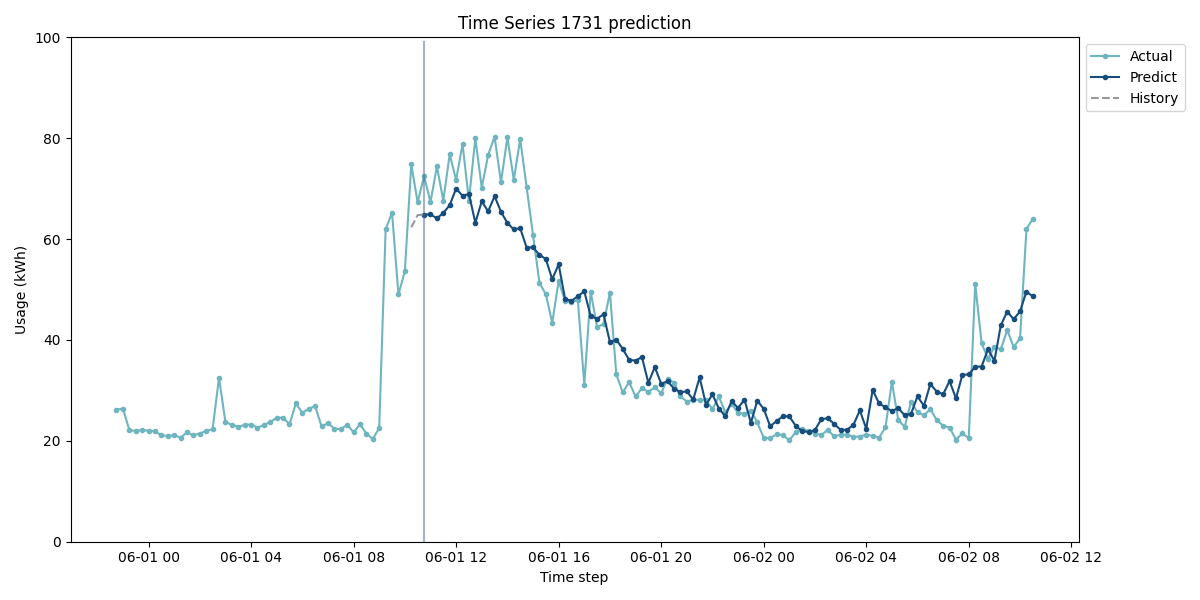 Time Series 1731 prediction
Usage (kWh)
100
80
60
40
20
0
06-01 00
06-01 04
06-01 08
06-01 12
06-01 16
06-01 20
06-02 00
06-02 04
06-02 08
06-02 12
Time step
Actual
Predict
History